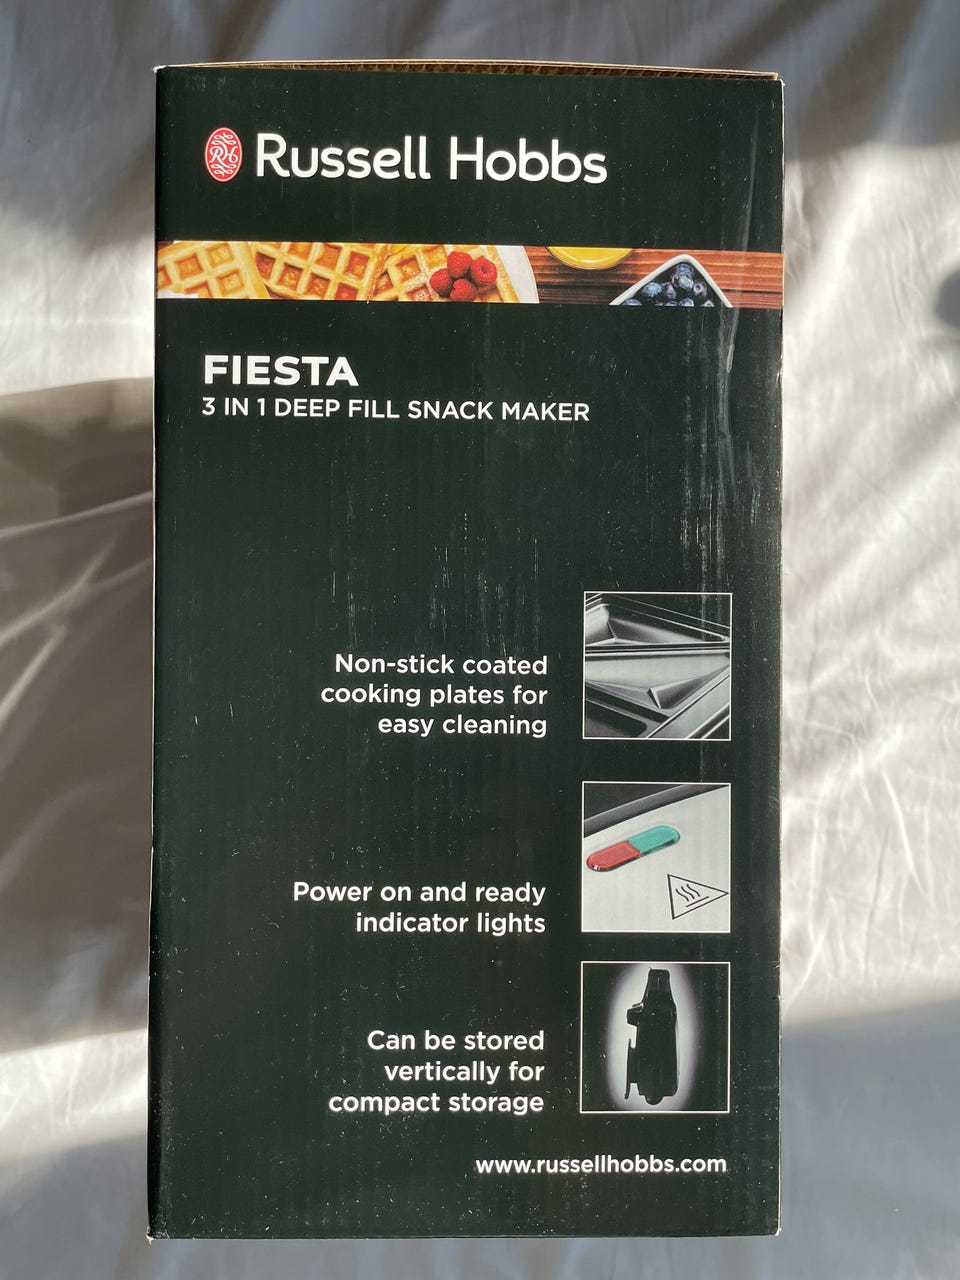 RH Russell Hobbs
FIESTA
3 IN 1 DEEP FILL SNACK MAKER
Non-stick coated
cooking plates for
easy cleaning
Power on and ready
indicator lights
Can be stored
vertically for
compact storage
www.russellhobbs.com